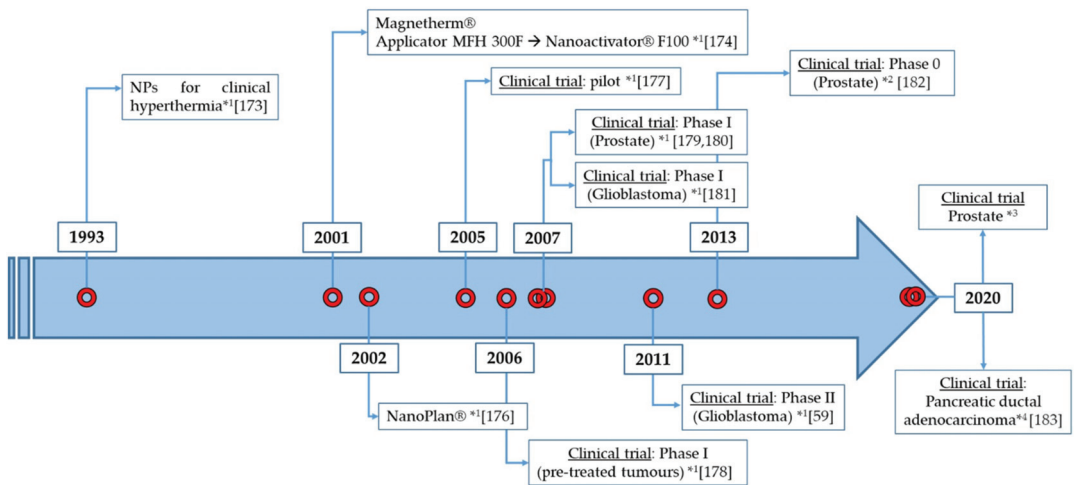 Magnetherm®
Applicator MFH 300F → Nanoactivator® F100 *1 [174]
Clinical trial: Phase 0
(Prostate) *2 [182]
NPs for clinical
hyperthermia*1[173]
Clinical trial: pilot *1[177]
Clinical trial: Phase I
(Prostate) *1 [179,180]
Clinical trial: Phase I
(Glioblastoma) *1[181]
Clinical trial
Prostate *3
1993
2001
2005
2007
2013
2020
2002
2006
2011
NanoPlan® *1[176]
Clinical trial: Phase II
(Glioblastoma) *1[59]
Clinical trial:
Pancreatic ductal
adenocarcinoma*4 [183]
Clinical trial: Phase I
(pre-treated tumours) *1[178]